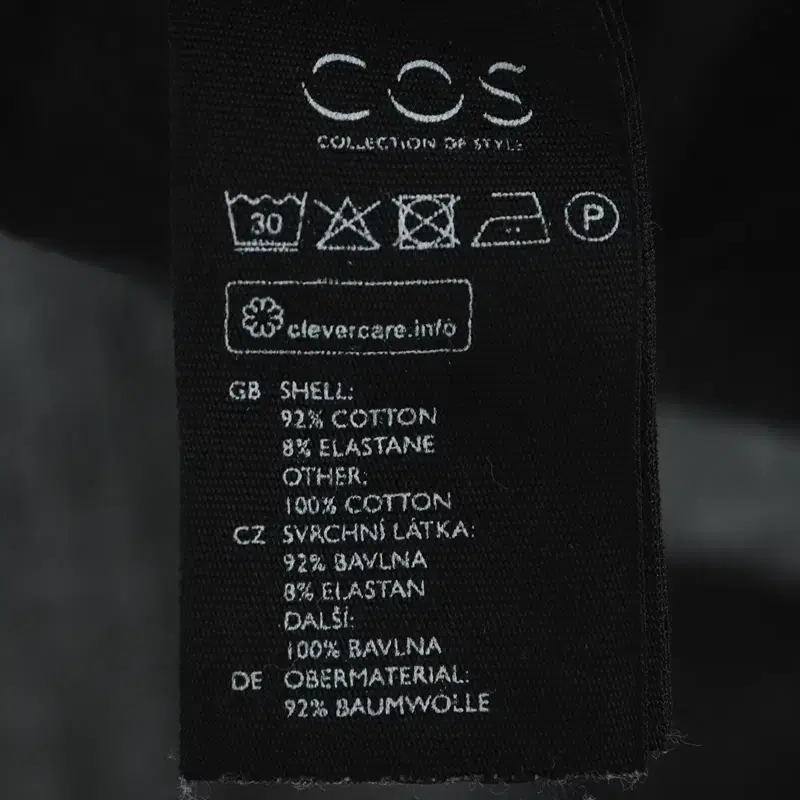 COS
COLLECTION OF STYLE
30 P
clevercare.info
GB SHELL:
92% COTTON
8% ELASTANE
OTHER:
100% COTTON
CZ SVRCHNÍ LÁTKA:
92% BAVLNA
8% ELASTAN
DALŠÍ:
100% BAVLNA
DE OBERMATERIAL:
92% BAUMWOLLE